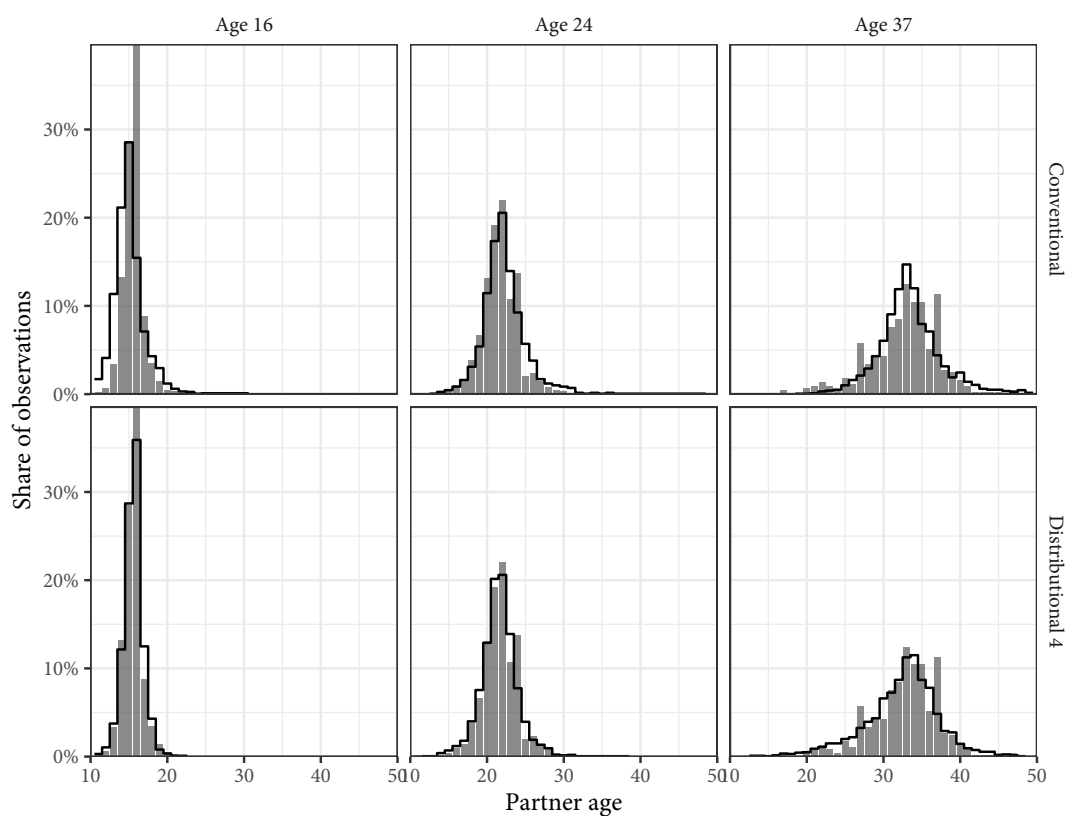 Age 16 Age 24 Age 37
30%
20%
10%
0%
Conventional
Share of observations
30%
20%
10%
0%
Distributional 4
10 20 30 40 50 10 20 30 40 50 10 20 30 40 50
Partner age